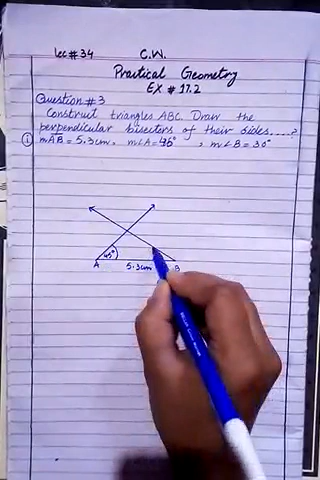 Lec # 34 C.W.
Practical Geometry
EX # 17.2
Question # 3
Construct triangles ABC. Draw the
perpendicular bisectors of their sides....?
(i) mAB = 5.3cm, m∠A = 45°, m∠B = 30°
45°
A 5.3cm B